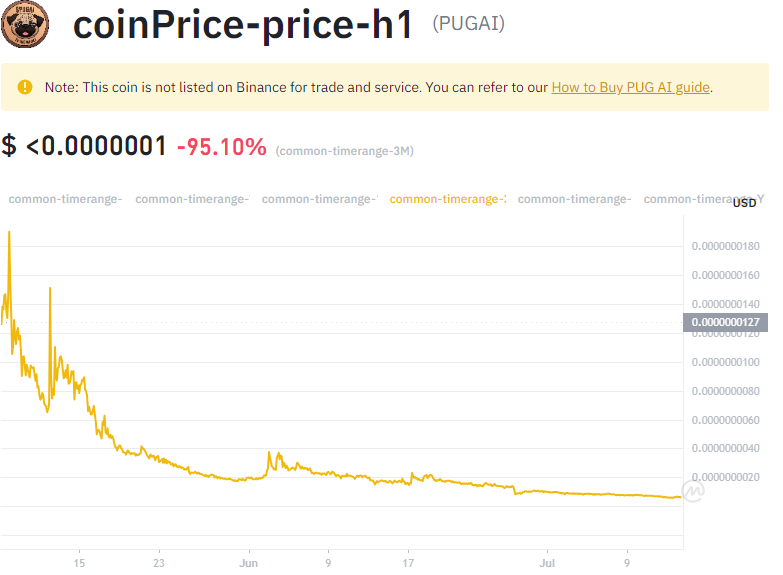 coinPrice-price-h1 (PUGAI)
Note: This coin is not listed on Binance for trade and service. You can refer to our How to Buy PUG AI guide.
$ <0.0000001 -95.10% (common-timerange-3M)
common-timerange- common-timerange- common-timerange- common-timerange- common-timerange- common-timerange-Y
USD
0.0000000180
0.0000000160
0.0000000140
0.0000000127
0.0000000120
0.0000000100
0.0000000080
0.0000000060
0.0000000040
0.0000000020
15 23 Jun 9 17 Jul 9